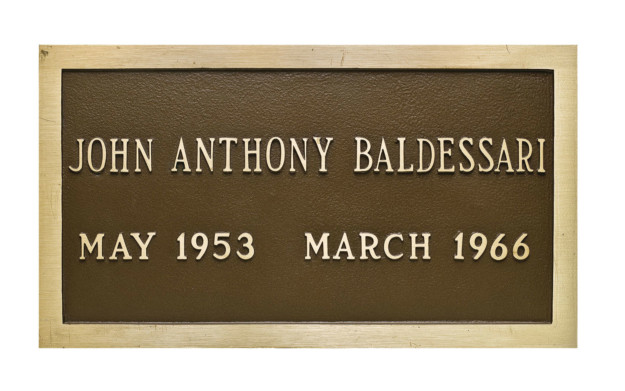 JOHN ANTHONY BALDESSARI
MAY 1953 MARCH 1966